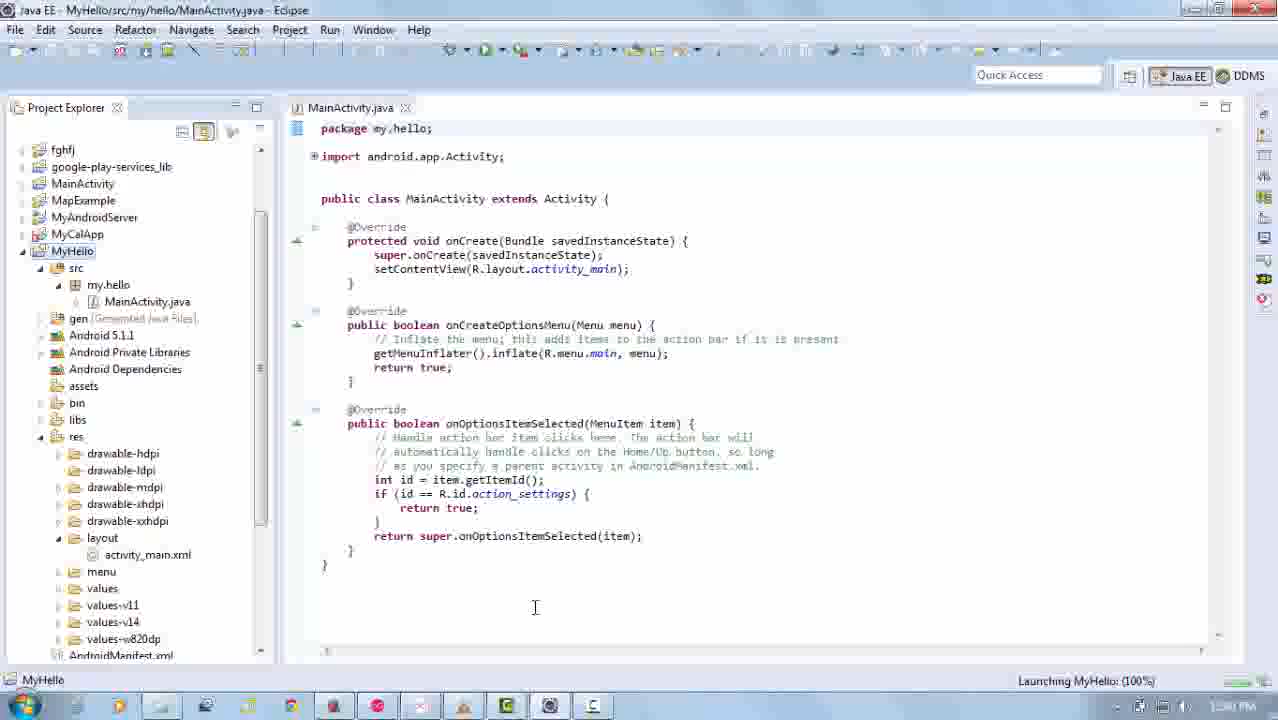 Java EE - MyHello/src/my/hello/MainActivity.java - Eclipse
File Edit Source Refactor Navigate Search Project Run Window Help
Quick Access
Java EE
DDMS
Project Explorer
fghfj
google-play-services_lib
MainActivity
MapExample
MyAndroidServer
MyCalApp
MyHello
src
my.hello
MainActivity.java
gen [Generated Java Files]
Android 5.1.1
Android Private Libraries
Android Dependencies
assets
bin
libs
res
drawable-hdpi
drawable-ldpi
drawable-mdpi
drawable-xhdpi
drawable-xxhdpi
layout
activity_main.xml
menu
values
values-v11
values-v14
values-w820dp
AndroidManifest.xml
MainActivity.java
package my.hello;
import android.app.Activity;
public class MainActivity extends Activity {
@Override
protected void onCreate(Bundle savedInstanceState) {
super.onCreate(savedInstanceState);
setContentView(R.layout.activity_main);
}
@Override
public boolean onCreateOptionsMenu(Menu menu) {
// Inflate the menu; this adds items to the action bar if it is present
getMenuInflater().inflate(R.menu.main, menu);
return true;
}
@Override
public boolean onOptionsItemSelected(MenuItem item) {
// Handle action bar item clicks here. The action bar will
// automatically handle clicks on the Home/Up button, so long
// as you specify a parent activity in AndroidManifest.xml.
int id = item.getItemId();
if (id == R.id.action_settings) {
return true;
}
return super.onOptionsItemSelected(item);
}
}
MyHello
Launching MyHello: (100%)